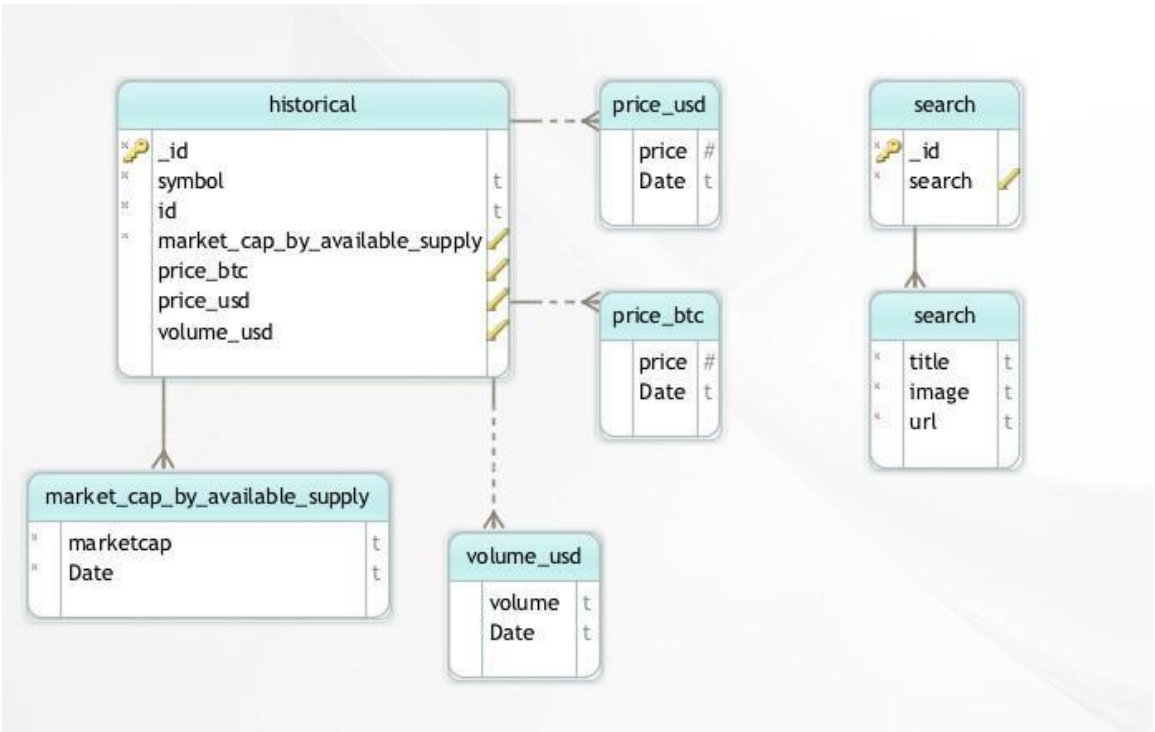 historical
_id
symbol t
id t
market_cap_by_available_supply
price_btc
price_usd
volume_usd
price_usd
price #
Date t
price_btc
price #
Date t
search
_id
search
search
title t
image t
url t
market_cap_by_available_supply
marketcap t
Date t
volume_usd
volume t
Date t